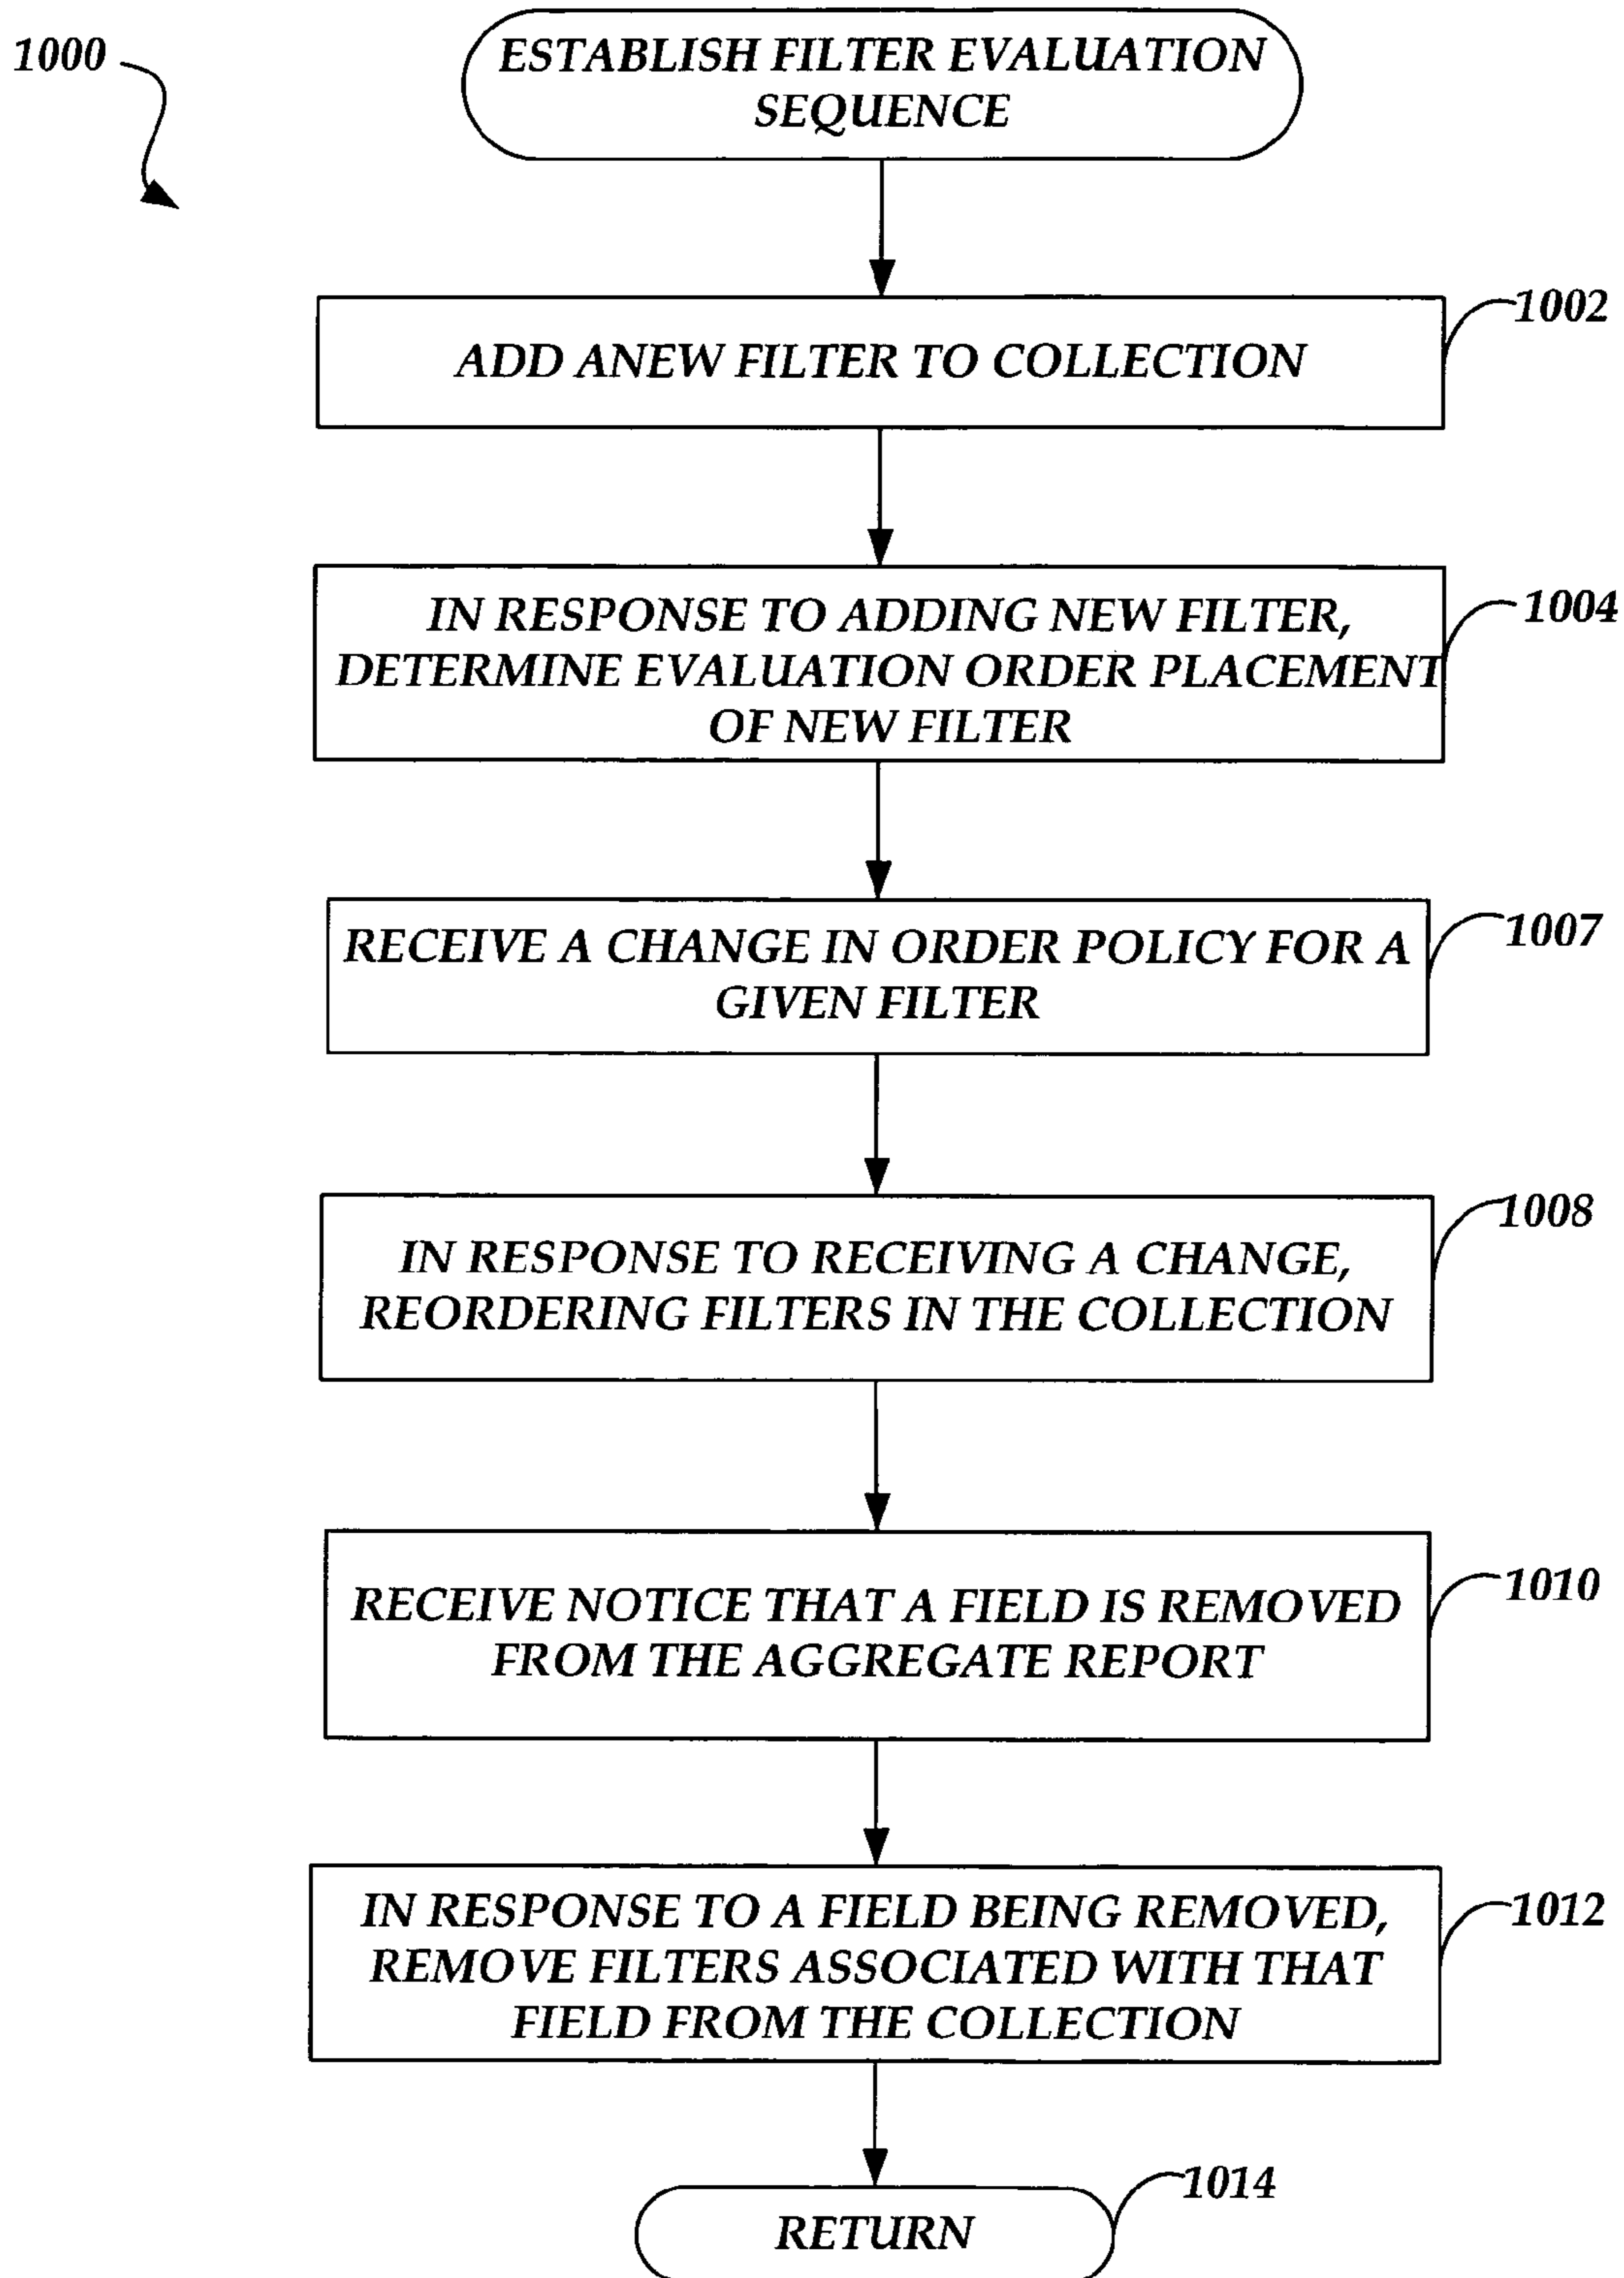 1000
ESTABLISH FILTER EVALUATION
SEQUENCE
1002
ADD ANEW FILTER TO COLLECTION
1004
IN RESPONSE TO ADDING NEW FILTER,
DETERMINE EVALUATION ORDER PLACEMENT
OF NEW FILTER
1007
RECEIVE A CHANGE IN ORDER POLICY FOR A
GIVEN FILTER
1008
IN RESPONSE TO RECEIVING A CHANGE,
REORDERING FILTERS IN THE COLLECTION
1010
RECEIVE NOTICE THAT A FIELD IS REMOVED
FROM THE AGGREGATE REPORT
1012
IN RESPONSE TO A FIELD BEING REMOVED,
REMOVE FILTERS ASSOCIATED WITH THAT
FIELD FROM THE COLLECTION
1014
RETURN